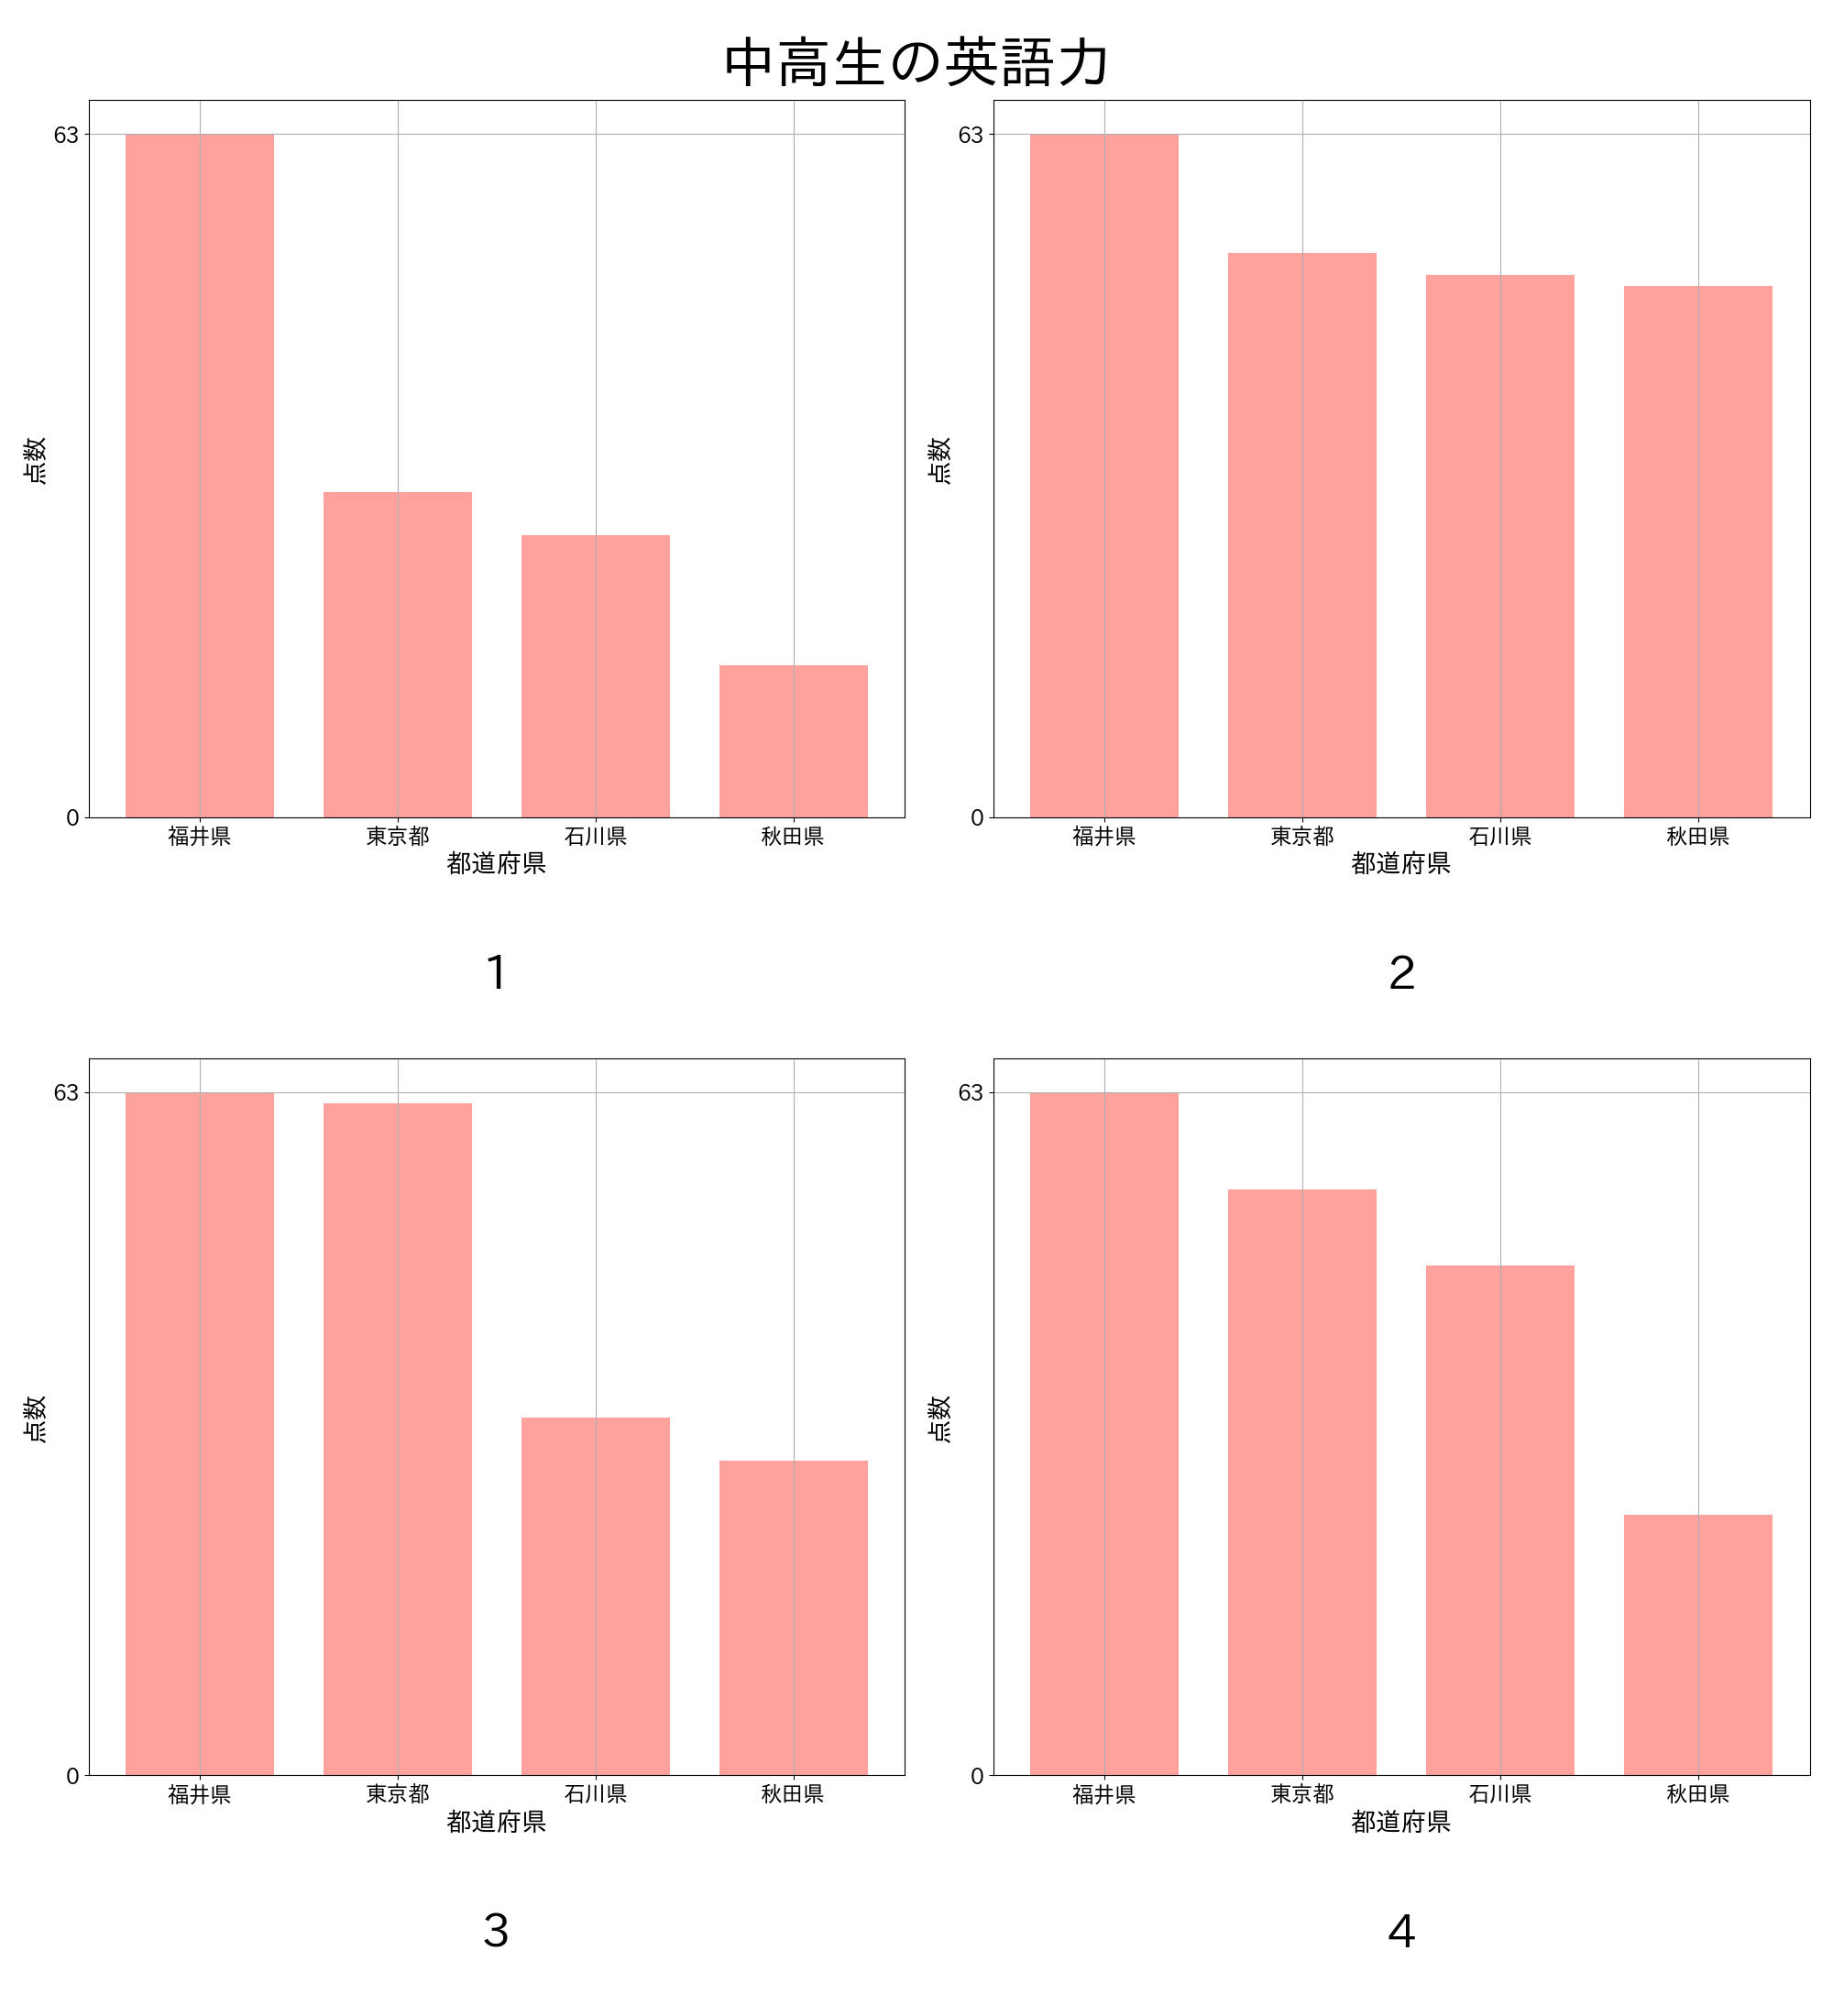 中高生の英語力
63
点数
0
福井県 東京都 石川県 秋田県
都道府県
1
63
点数
0
福井県 東京都 石川県 秋田県
都道府県
2
63
点数
0
福井県 東京都 石川県 秋田県
都道府県
3
63
点数
0
福井県 東京都 石川県 秋田県
都道府県
4